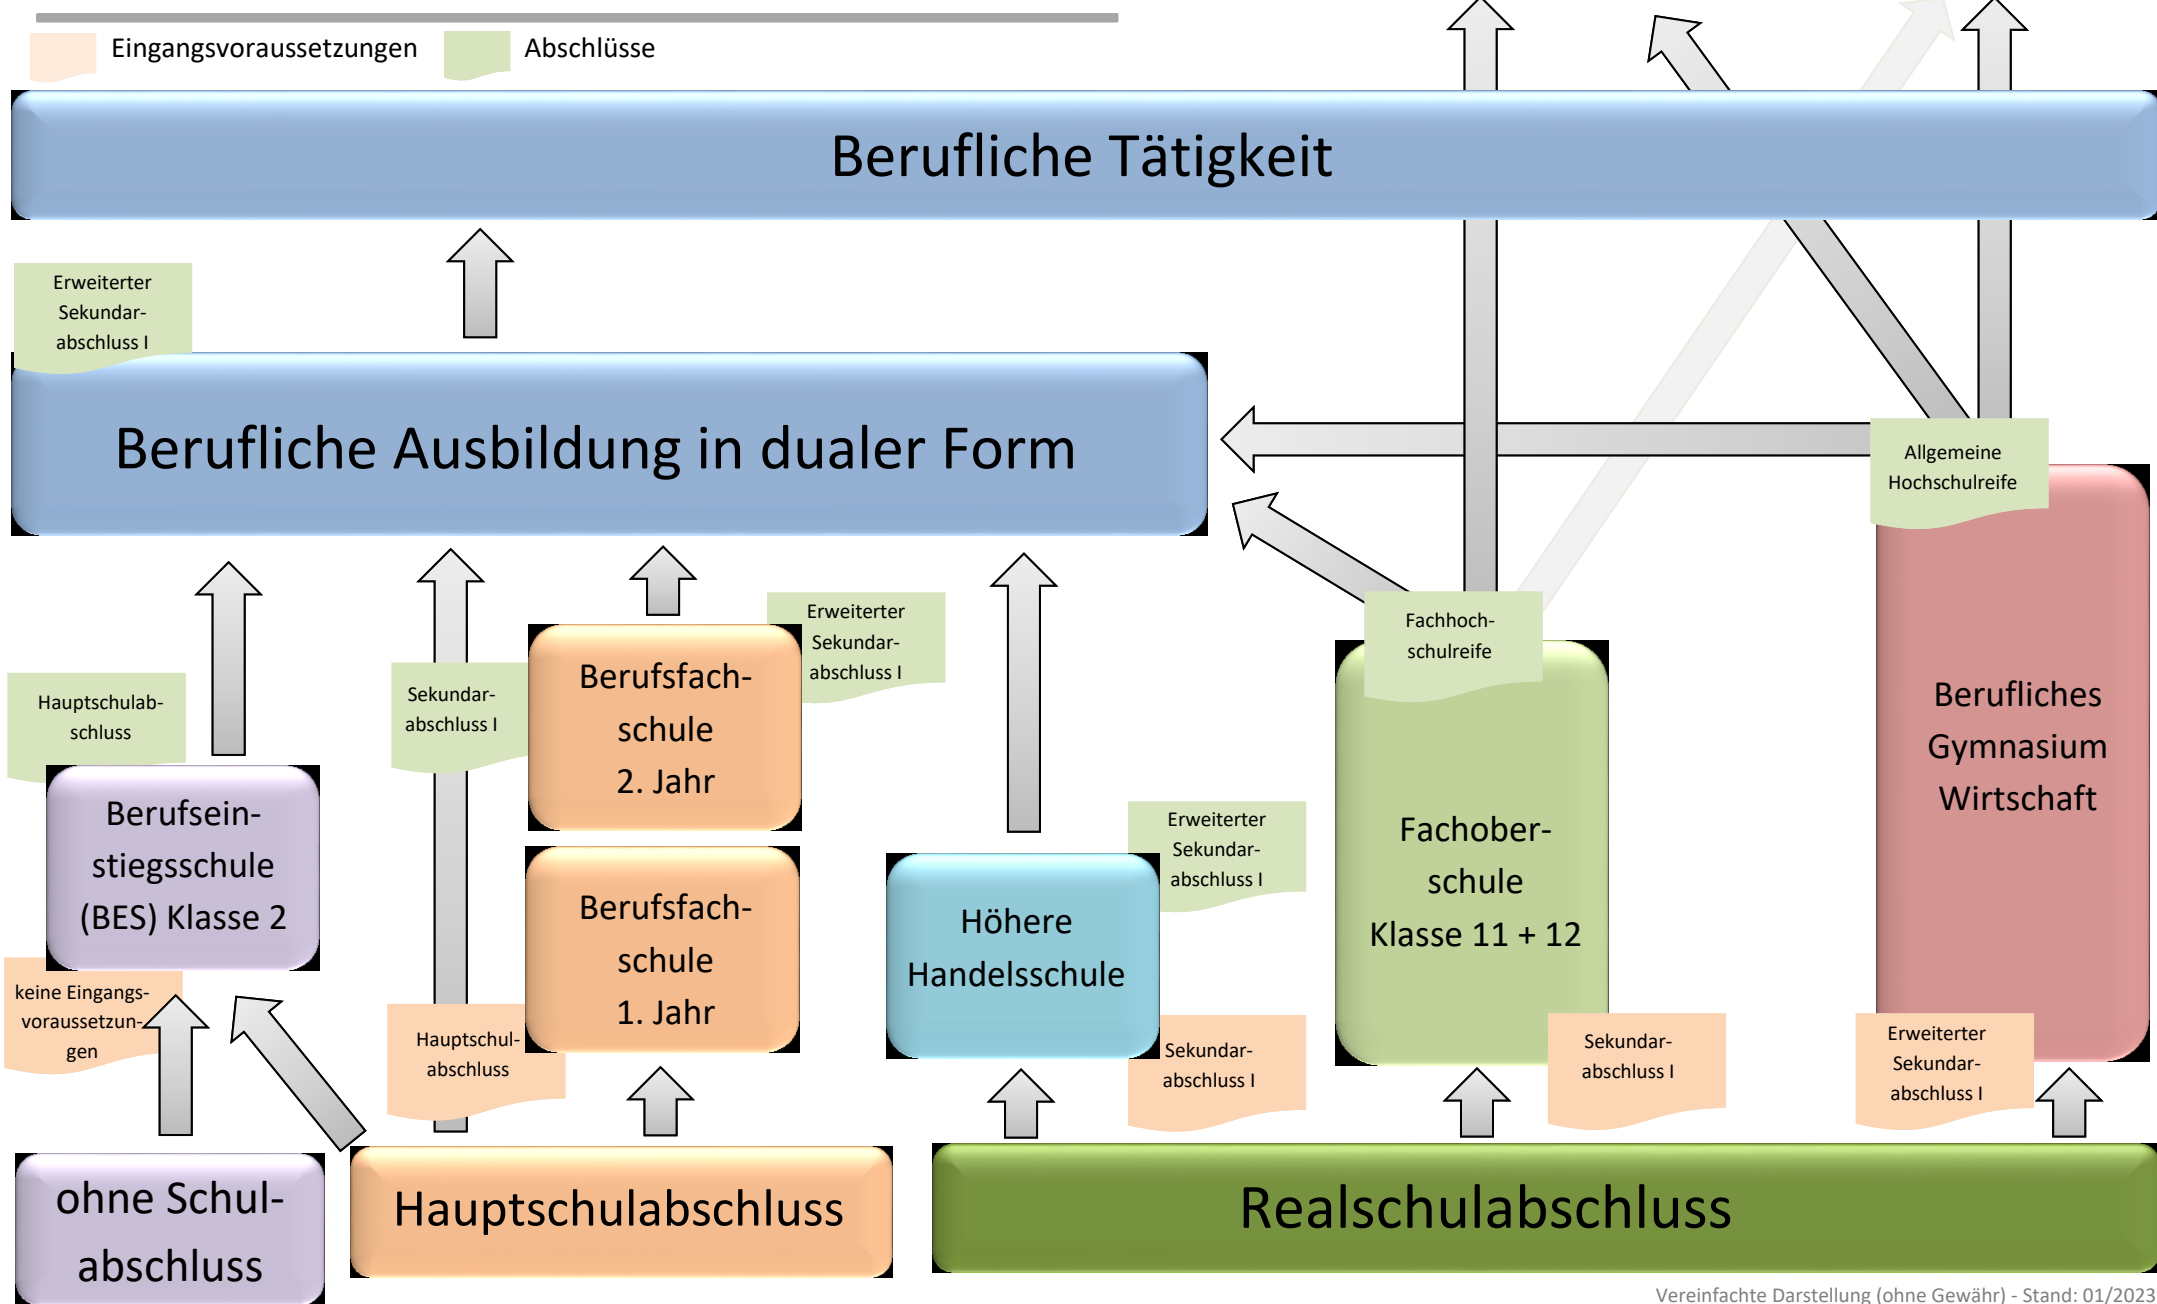 Eingangsvoraussetzungen
Abschlüsse
Berufliche Tätigkeit
Erweiterter
Sekundar-
abschluss I
Berufliche Ausbildung in dualer Form
Allgemeine
Hochschulreife
Hauptschulab-
schluss
Berufsein-
stiegsschule
(BES) Klasse 2
keine Eingangs-
voraussetzun-
gen
Sekundar-
abschluss I
Berufsfach-
schule
2. Jahr
Erweiterter
Sekundar-
abschluss I
Berufsfach-
schule
1. Jahr
Hauptschul-
abschluss
Höhere
Handelsschule
Erweiterter
Sekundar-
abschluss I
Sekundar-
abschluss I
Fachhoch-
schulreife
Fachober-
schule
Klasse 11 + 12
Sekundar-
abschluss I
Berufliches
Gymnasium
Wirtschaft
Erweiterter
Sekundar-
abschluss I
ohne Schul-
abschluss
Hauptschulabschluss
Realschulabschluss
Vereinfachte Darstellung (ohne Gewähr) - Stand: 01/2023